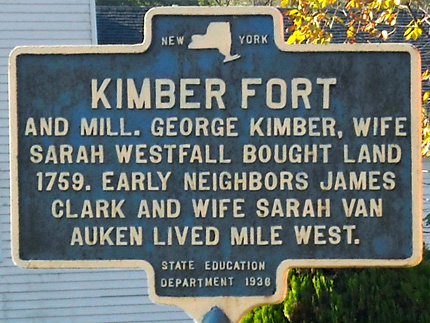 NEW YORK
KIMBER FORT
AND MILL. GEORGE KIMBER, WIFE
SARAH WESTFALL BOUGHT LAND
1759. EARLY NEIGHBORS JAMES
CLARK AND WIFE SARAH VAN
AUKEN LIVED MILE WEST.
STATE EDUCATION
DEPARTMENT 1936